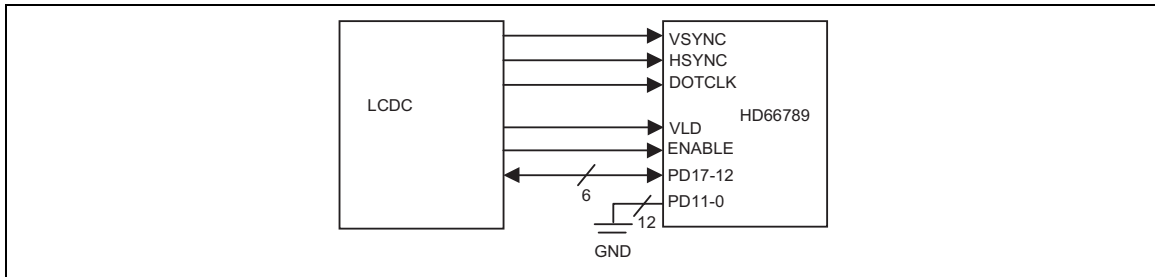 VSYNC
HSYNC
DOTCLK
LCDC
HD66789
VLD
ENABLE
PD17-12
6
PD11-0
12
GND